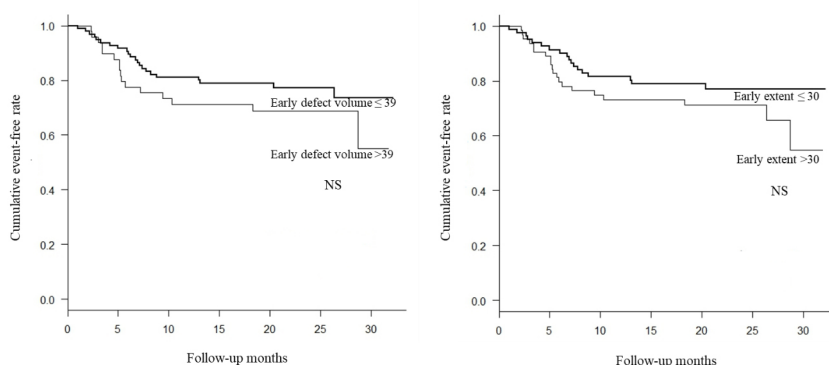 Cumulative event-free rate
1.0
0.8
0.6
0.4
0.2
0.0
Early defect volume ≤ 39
Early defect volume >39
NS
0 5 10 15 20 25 30
Follow-up months
Cumulative event-free rate
1.0
0.8
0.6
0.4
0.2
0.0
Early extent ≤ 30
Early extent >30
NS
0 5 10 15 20 25 30
Follow-up months